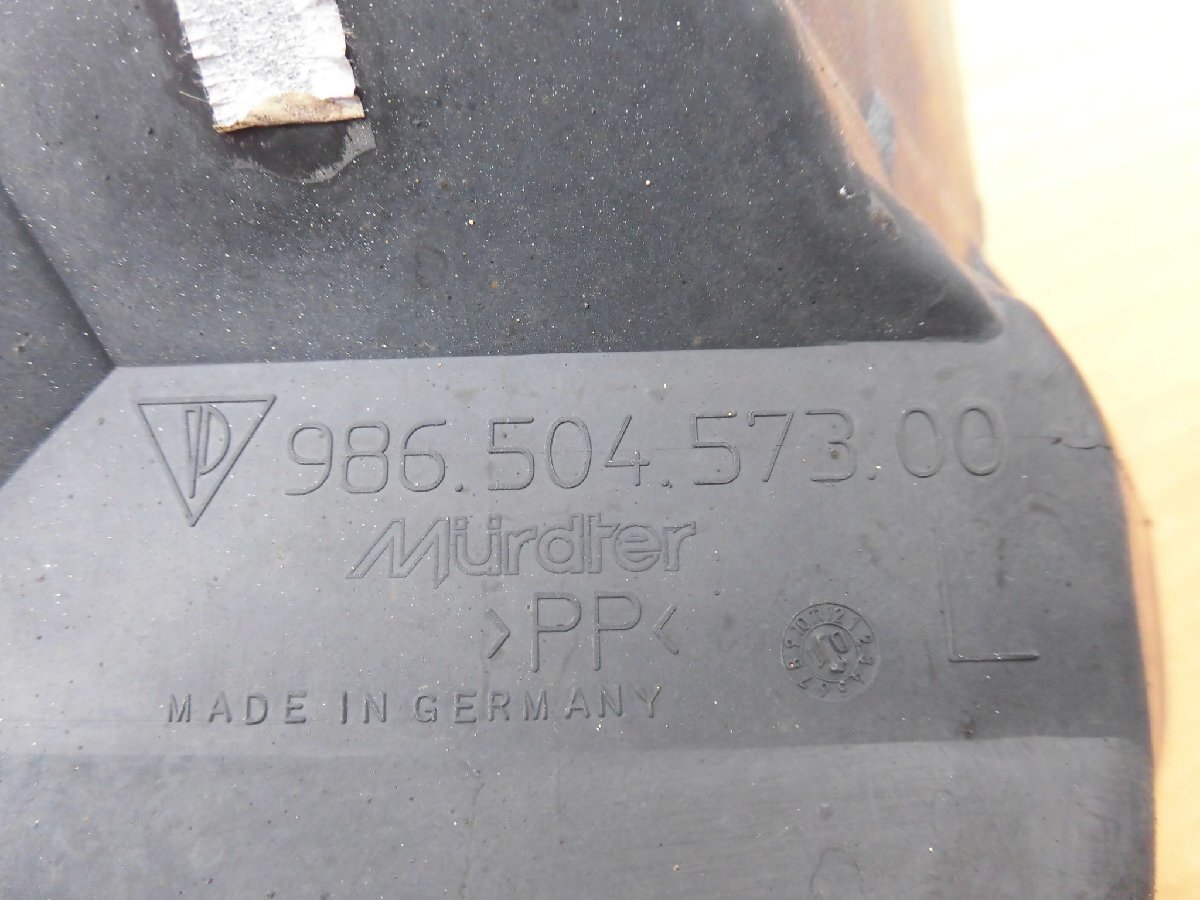 986.504.573.00
Mürdter
>PP<
L
MADE IN GERMANY